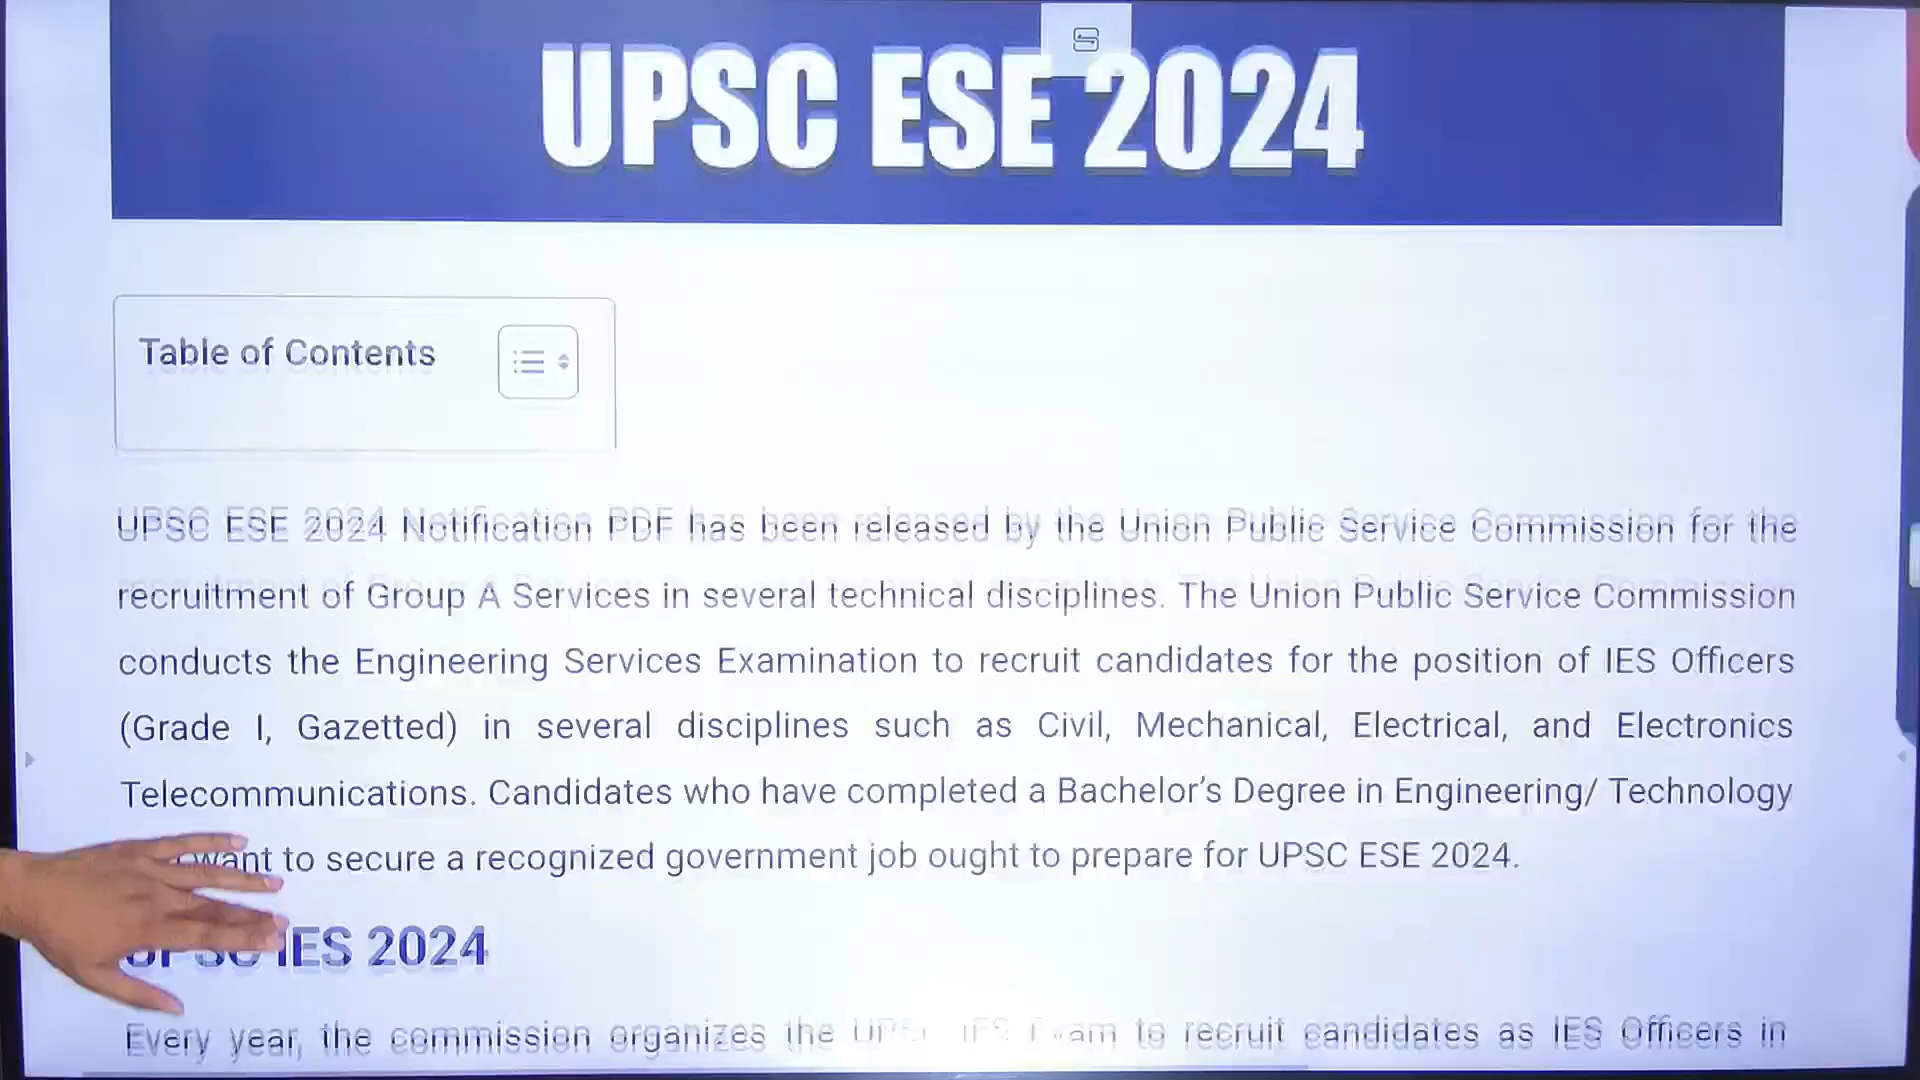 UPSC ESE 2024
Table of Contents
UPSC ESE 2024 Notification PDF has been released by the Union Public Service Commission for the
recruitment of Group A Services in several technical disciplines. The Union Public Service Commission
conducts the Engineering Services Examination to recruit candidates for the position of IES Officers
(Grade I, Gazetted) in several disciplines such as Civil, Mechanical, Electrical, and Electronics
Telecommunications. Candidates who have completed a Bachelor’s Degree in Engineering/ Technology
want to secure a recognized government job ought to prepare for UPSC ESE 2024.
UPSC IES 2024
Every year, the commission organizes the UPSC IES Exam to recruit candidates as IES Officers in